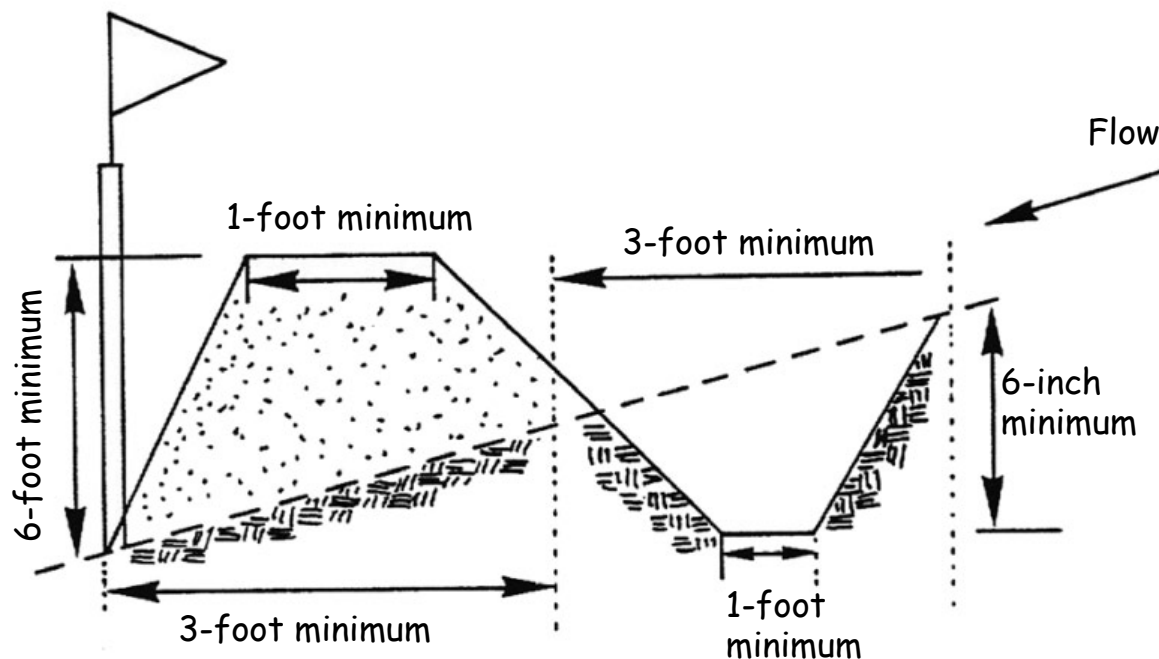 Flow
1-foot minimum
3-foot minimum
6-foot minimum
6-inch
minimum
3-foot minimum
1-foot
minimum